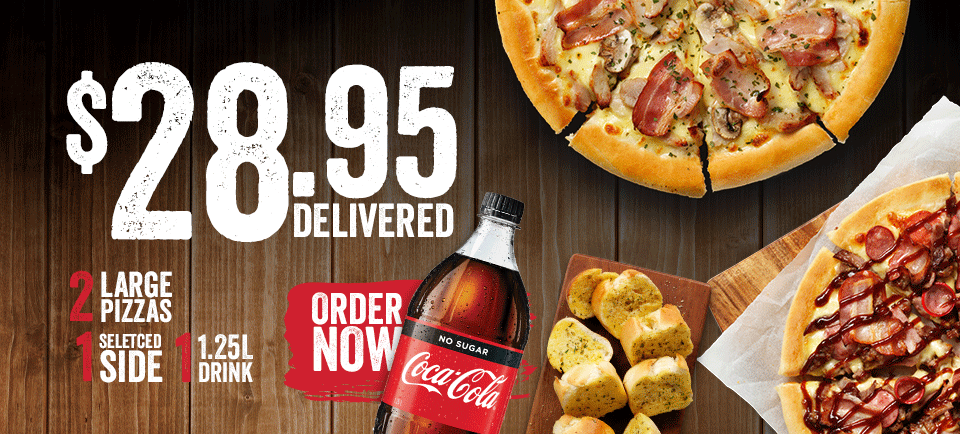 $28.95
DELIVERED
2 LARGE
PIZZAS
1 SELETCED
SIDE
1 1.25L
DRINK
ORDER
NOW
NO SUGAR
Coca-Cola